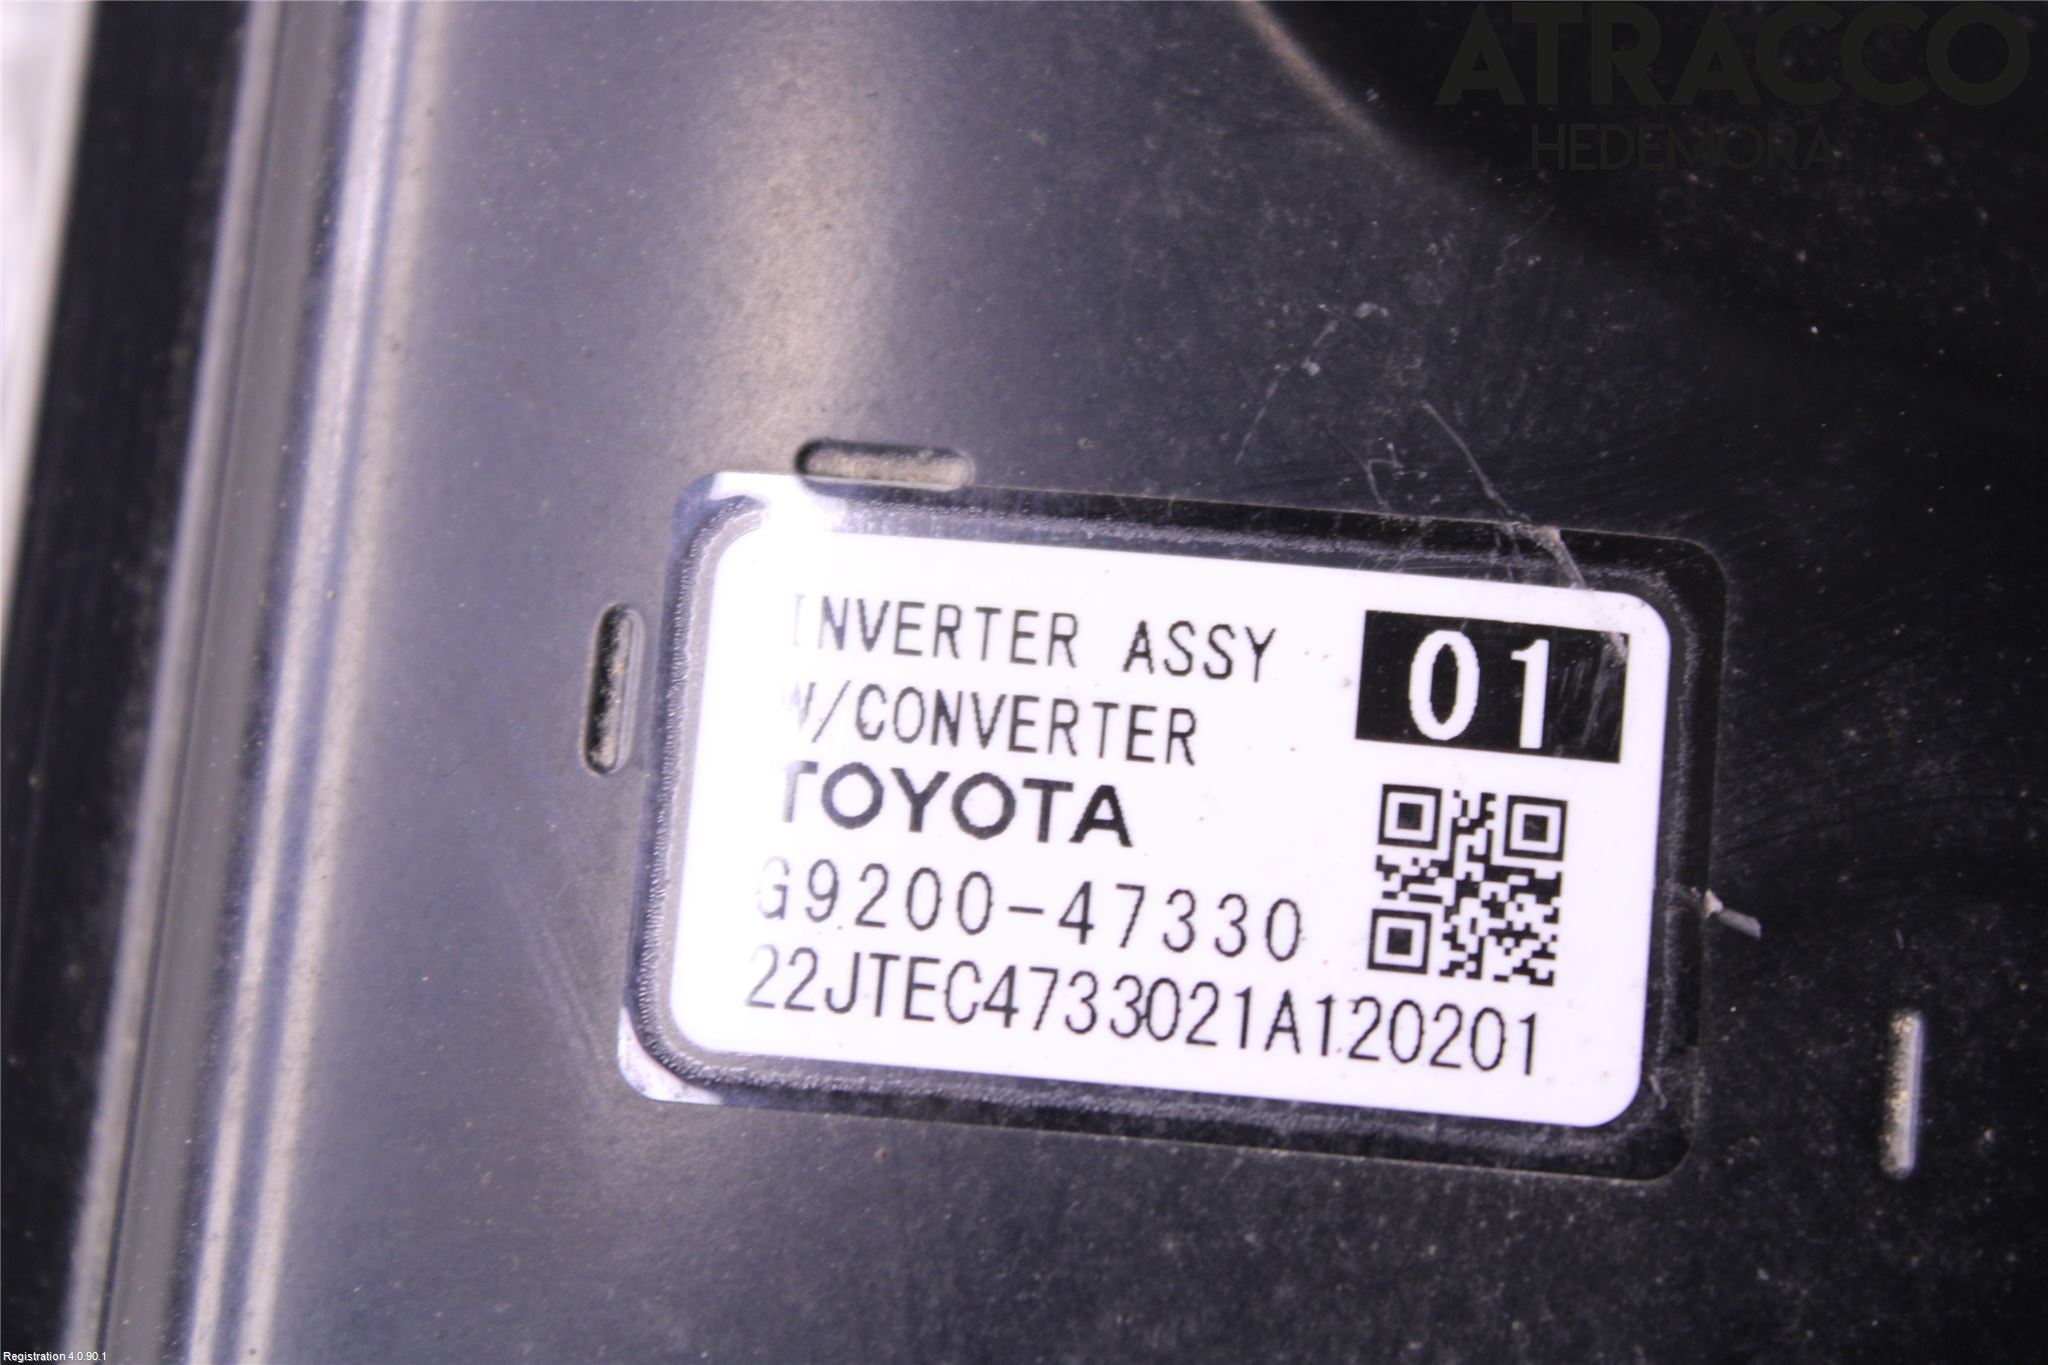 ATRACCO
HEDEMORA
INVERTER ASSY
01
W/CONVERTER
TOYOTA
G9200-47330
22JTEC4733021A120201
Registration 4.0.90.1